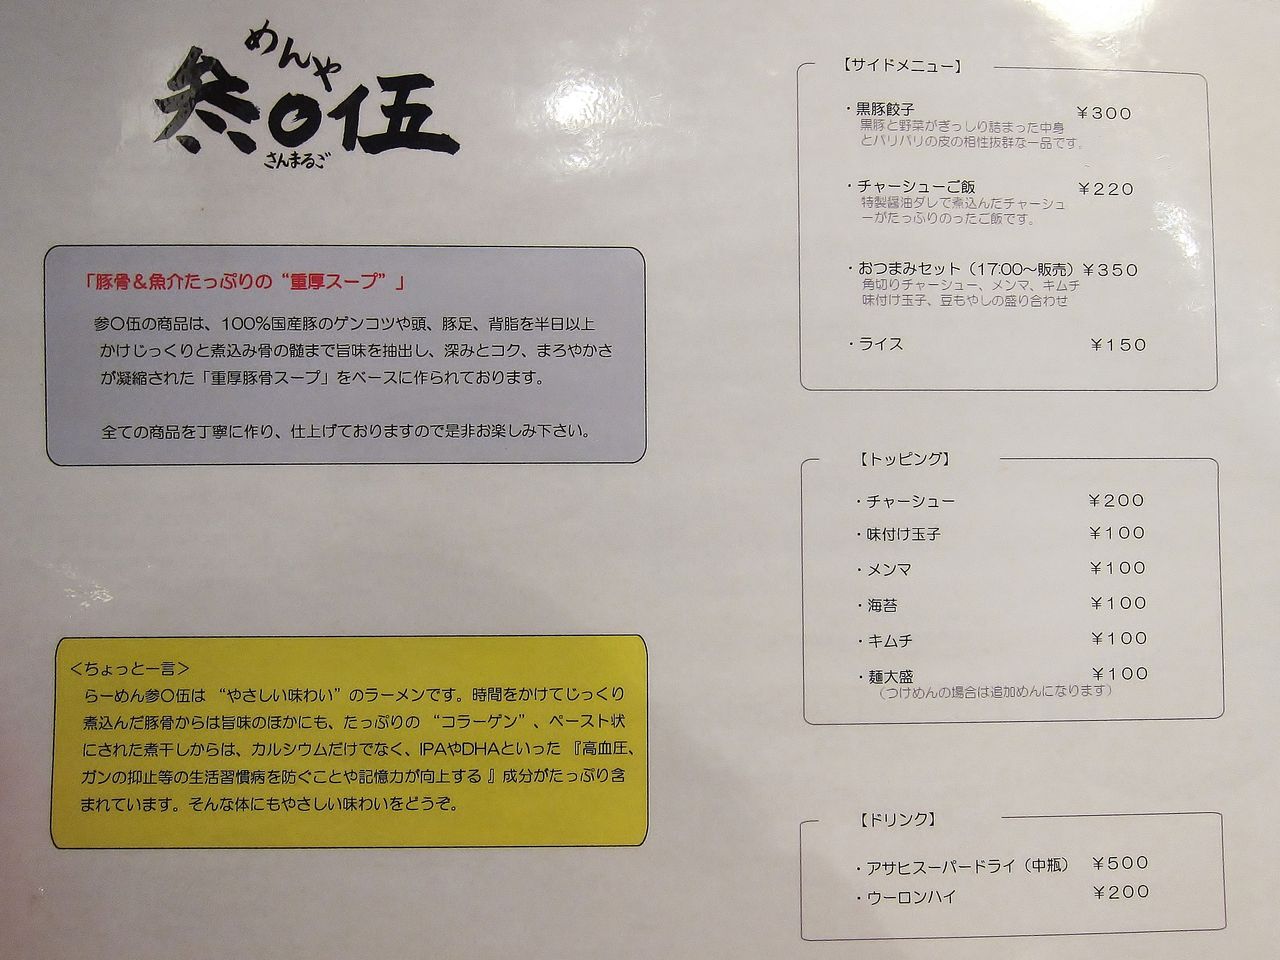 めんや
参〇伍
さんまるご
「豚骨＆魚介たっぷりの“重厚スープ”」
参〇伍の商品は、100％国産豚のゲンコツや頭、豚足、背脂を半日以上
かけじっくりと煮込み骨の髄まで旨味を抽出し、深みとコク、まろやかさ
が凝縮された「重厚豚骨スープ」をベースに作られております。
全ての商品を丁寧に作り、仕上げておりますので是非お楽しみ下さい。
＜ちょっと一言＞
らーめん参〇伍は “やさしい味わい”のラーメンです。時間をかけてじっくり
煮込んだ豚骨からは旨味のほかにも、たっぷりの “コラーゲン”、ペースト状
にされた煮干しからは、カルシウムだけでなく、IPAやDHAといった『高血圧、
ガンの抑止等の生活習慣病を防ぐことや記憶力が向上する』成分がたっぷり含
まれています。そんな体にもやさしい味わいをどうぞ。
【サイドメニュー】
・黒豚餃子 ￥300
黒豚と野菜がぎっしり詰まった中身
とパリパリの皮の相性抜群な一品です。
・チャーシューご飯 ￥220
特製醤油ダレで煮込んだチャーシュ
ーがたっぷりのったご飯です。
・おつまみセット（17:00～販売）￥350
角切りチャーシュー、メンマ、キムチ
味付け玉子、豆もやしの盛り合わせ
・ライス ￥150
【トッピング】
・チャーシュー ￥200
・味付け玉子 ￥100
・メンマ ￥100
・海苔 ￥100
・キムチ ￥100
・麺大盛 ￥100
（つけめんの場合は追加めんになります）
【ドリンク】
・アサヒスーパードライ（中瓶） ￥500
・ウーロンハイ ￥200